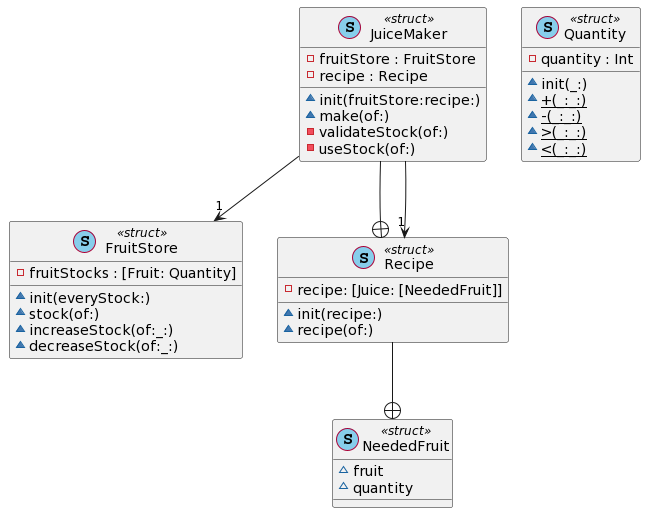 S «struct»
JuiceMaker
fruitStore : FruitStore
recipe : Recipe
init(fruitStore:recipe:)
make(of:)
validateStock(of:)
useStock(of:)
S «struct»
Quantity
quantity : Int
init(_:)
+(_:_:)
-(_:_:)
>(_:_:)
<(_:_:)
1
1
S «struct»
FruitStore
fruitStocks : [Fruit: Quantity]
init(everyStock:)
stock(of:)
increaseStock(of:_:)
decreaseStock(of:_:)
S «struct»
Recipe
recipe: [Juice: [NeededFruit]]
init(recipe:)
recipe(of:)
S «struct»
NeededFruit
fruit
quantity